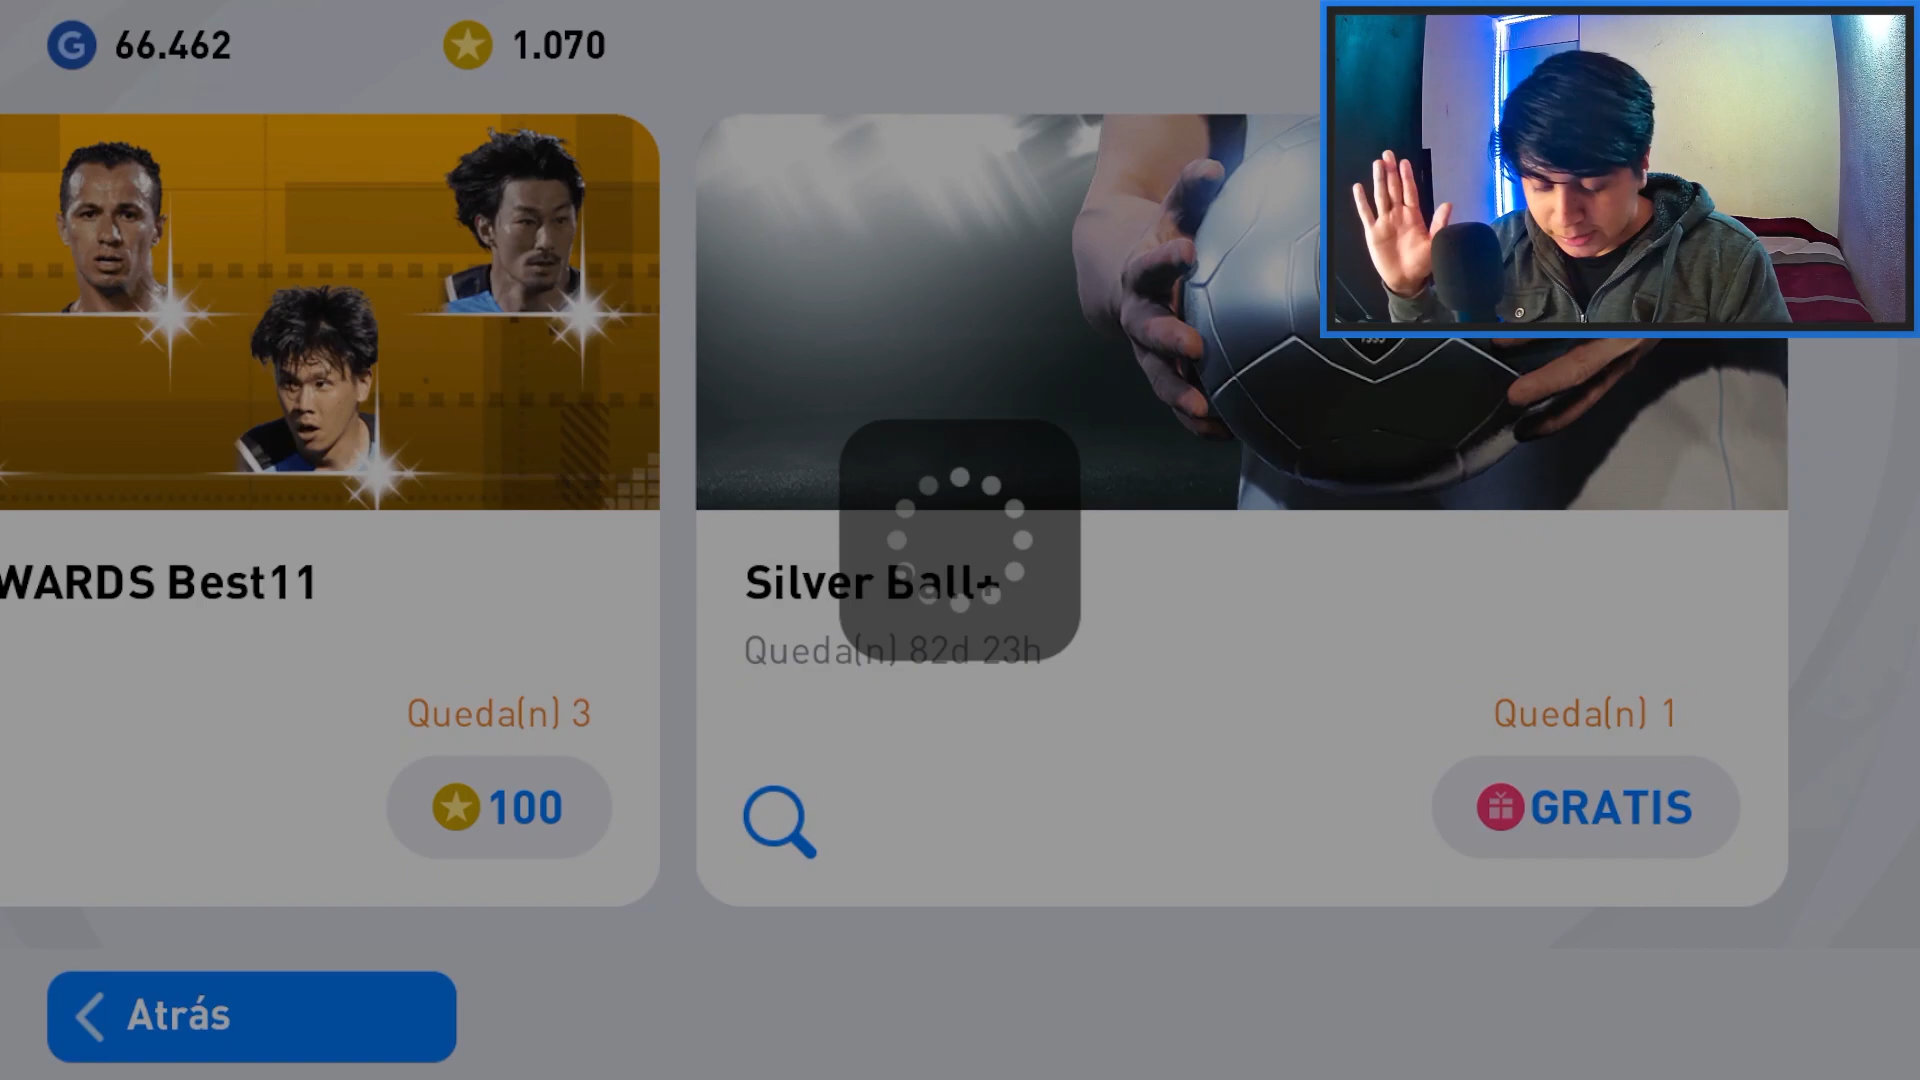 G 66.462
1.070
WARDS Best11
Queda(n) 3
100
Silver Ball+
Queda(n) 82d 23h
Queda(n) 1
GRATIS
Atrás